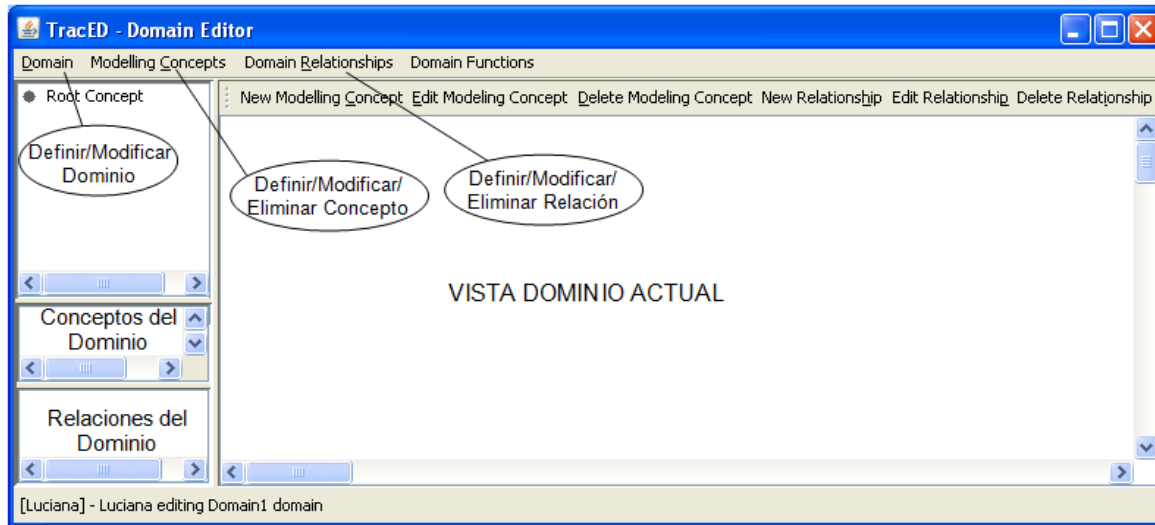 TracED - Domain Editor
Domain Modelling Concepts Domain Relationships Domain Functions
Root Concept
New Modelling Concept Edit Modeling Concept Delete Modeling Concept New Relationship Edit Relationship Delete Relationship
Definir/Modificar
Dominio
Definir/Modificar/
Eliminar Concepto
Definir/Modificar/
Eliminar Relación
VISTA DOMINIO ACTUAL
Conceptos del
Dominio
Relaciones del
Dominio
[Luciana] - Luciana editing Domain1 domain